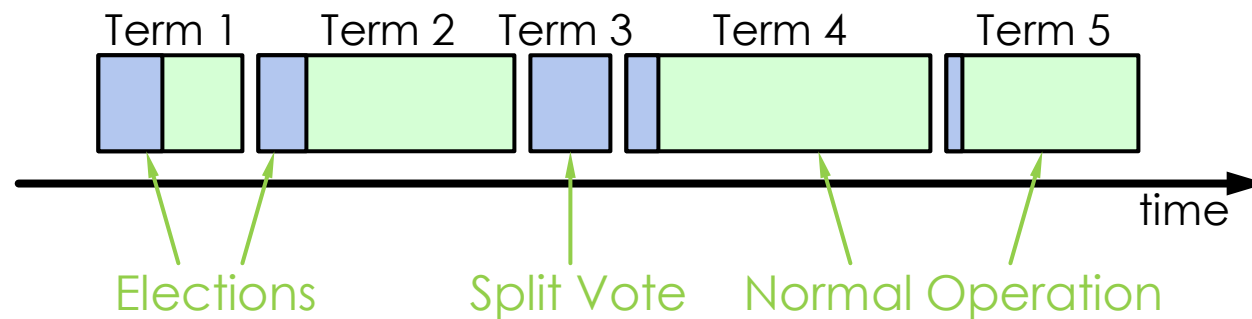 Term 1 Term 2 Term 3 Term 4 Term 5
time
Elections Split Vote Normal Operation